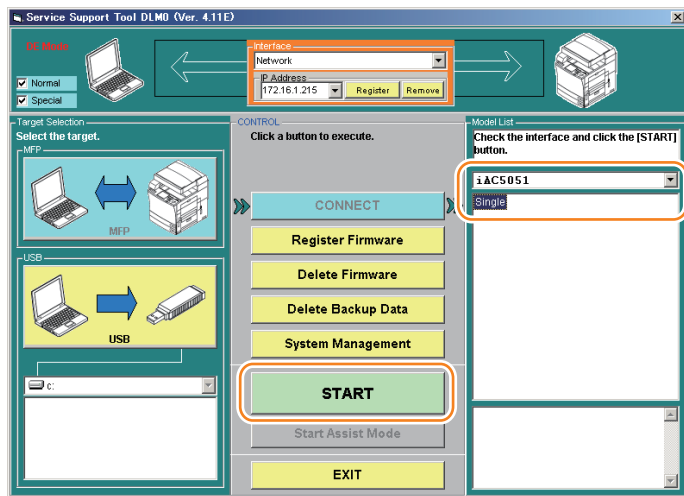 Service Support Tool DLM0 (Ver. 4.11E)
Normal
Special
Interface
Network
IP Address
172.16.1.215
Register
Remove
Target Selection
Select the target.
MFP
MFP
USB
USB
c:
CONTROL
Click a button to execute.
CONNECT
Register Firmware
Delete Firmware
Delete Backup Data
System Management
START
Start Assist Mode
EXIT
Model List
Check the interface and click the [START]
button.
iAC5051
Single